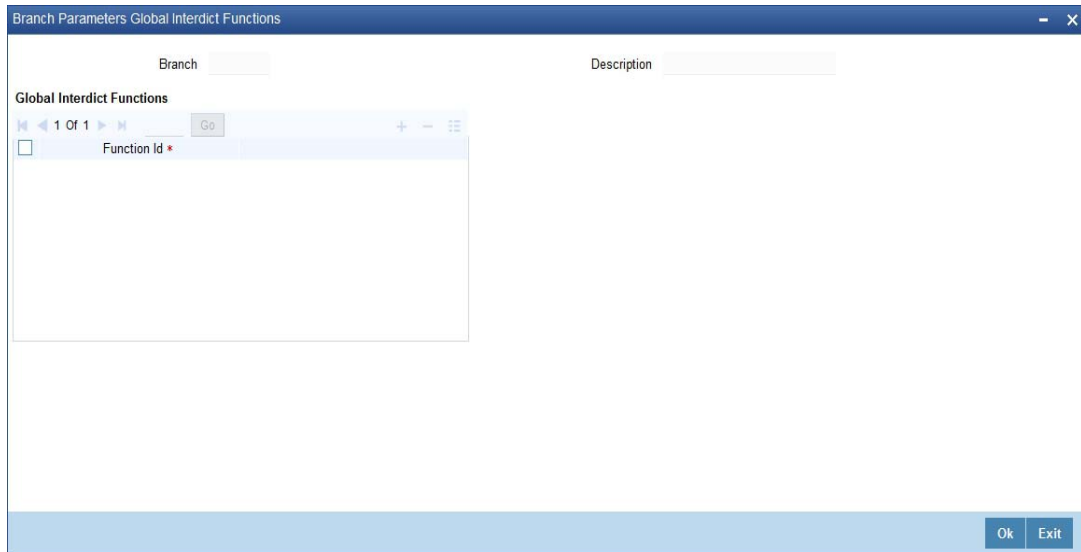 Branch Parameters Global Interdict Functions
Branch Description
Global Interdict Functions
1 Of 1 Go
Function Id *
Ok Exit